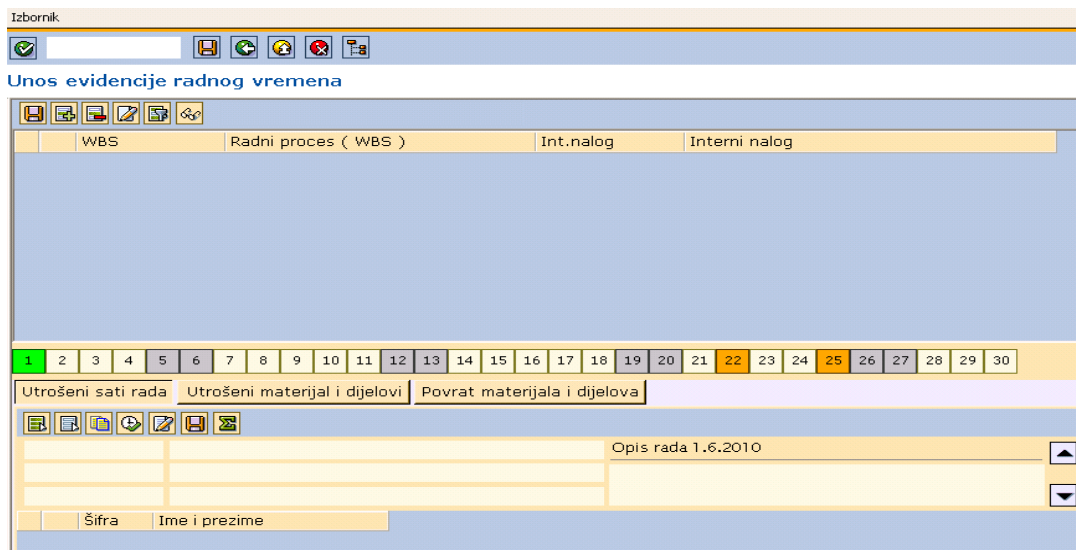 Izbornik
Unos evidencije radnog vremena
WBS Radni proces ( WBS ) Int.nalog Interni nalog
1 2 3 4 5 6 7 8 9 10 11 12 13 14 15 16 17 18 19 20 21 22 23 24 25 26 27 28 29 30
Utrošeni sati rada Utrošeni materijal i dijelovi Povrat materijala i dijelova
Opis rada 1.6.2010
Šifra Ime i prezime